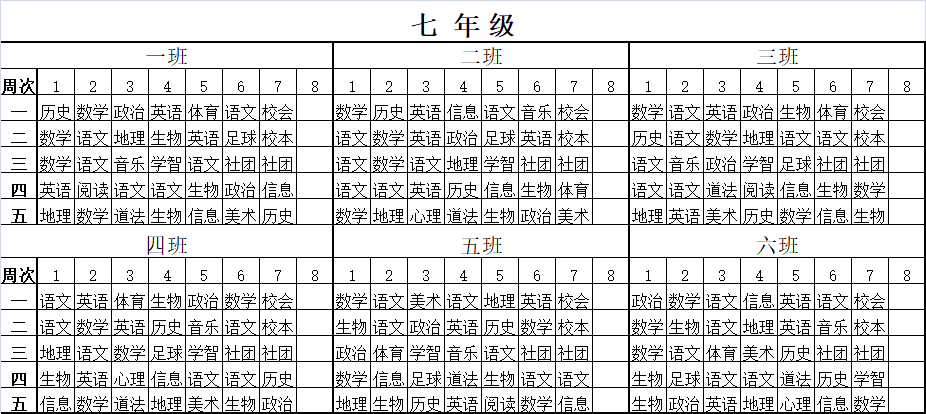 七 年 级
一班 二班 三班
周次 1 2 3 4 5 6 7 8 1 2 3 4 5 6 7 8 1 2 3 4 5 6 7 8
一 历史 数学 政治 英语 体育 语文 校会 数学 历史 英语 信息 语文 音乐 校会 数学 语文 英语 政治 生物 体育 校会
二 数学 语文 地理 生物 英语 足球 校本 语文 数学 英语 政治 足球 英语 校本 历史 语文 数学 地理 语文 语文 校本
三 数学 语文 音乐 学智 语文 社团 社团 语文 数学 语文 地理 学智 社团 社团 语文 音乐 政治 学智 足球 社团 社团
四 英语 阅读 语文 语文 生物 政治 信息 语文 语文 英语 历史 信息 生物 体育 语文 语文 道法 阅读 信息 生物 数学
五 地理 数学 道法 生物 信息 美术 历史 数学 地理 心理 道法 生物 政治 美术 地理 英语 美术 历史 数学 信息 生物
四班 五班 六班
周次 1 2 3 4 5 6 7 8 1 2 3 4 5 6 7 8 1 2 3 4 5 6 7 8
一 语文 英语 体育 生物 政治 数学 校会 数学 语文 美术 语文 地理 英语 校会 政治 数学 语文 信息 英语 语文 校会
二 语文 数学 英语 历史 音乐 语文 校本 生物 语文 政治 英语 历史 数学 校本 数学 生物 语文 地理 英语 音乐 校本
三 地理 语文 数学 足球 学智 社团 社团 政治 体育 学智 音乐 语文 社团 社团 数学 语文 体育 美术 历史 社团 社团
四 生物 英语 心理 信息 语文 语文 历史 数学 信息 足球 道法 生物 语文 语文 生物 足球 语文 语文 道法 历史 学智
五 信息 数学 道法 地理 美术 生物 政治 地理 生物 历史 英语 阅读 数学 信息 生物 政治 英语 地理 心理 信息 数学